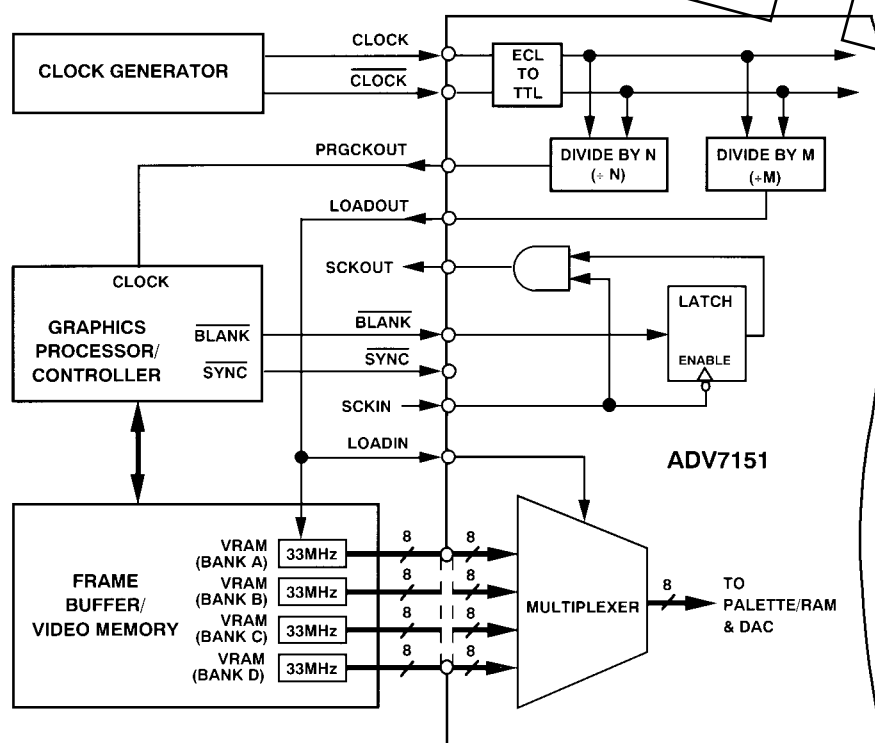 CLOCK GENERATOR
CLOCK
CLOCK
ECL
TO
TTL
DIVIDE BY N
(÷ N)
DIVIDE BY M
(÷M)
PRGCKOUT
LOADOUT
SCKOUT
CLOCK
GRAPHICS
PROCESSOR/
CONTROLLER
BLANK
SYNC
BLANK
SYNC
LATCH
ENABLE
SCKIN
LOADIN
ADV7151
FRAME
BUFFER/
VIDEO MEMORY
VRAM
(BANK A)
33MHz
8
8
VRAM
(BANK B)
33MHz
8
8
VRAM
(BANK C)
33MHz
8
8
VRAM
(BANK D)
33MHz
8
8
MULTIPLEXER
8
TO
PALETTE/RAM
& DAC